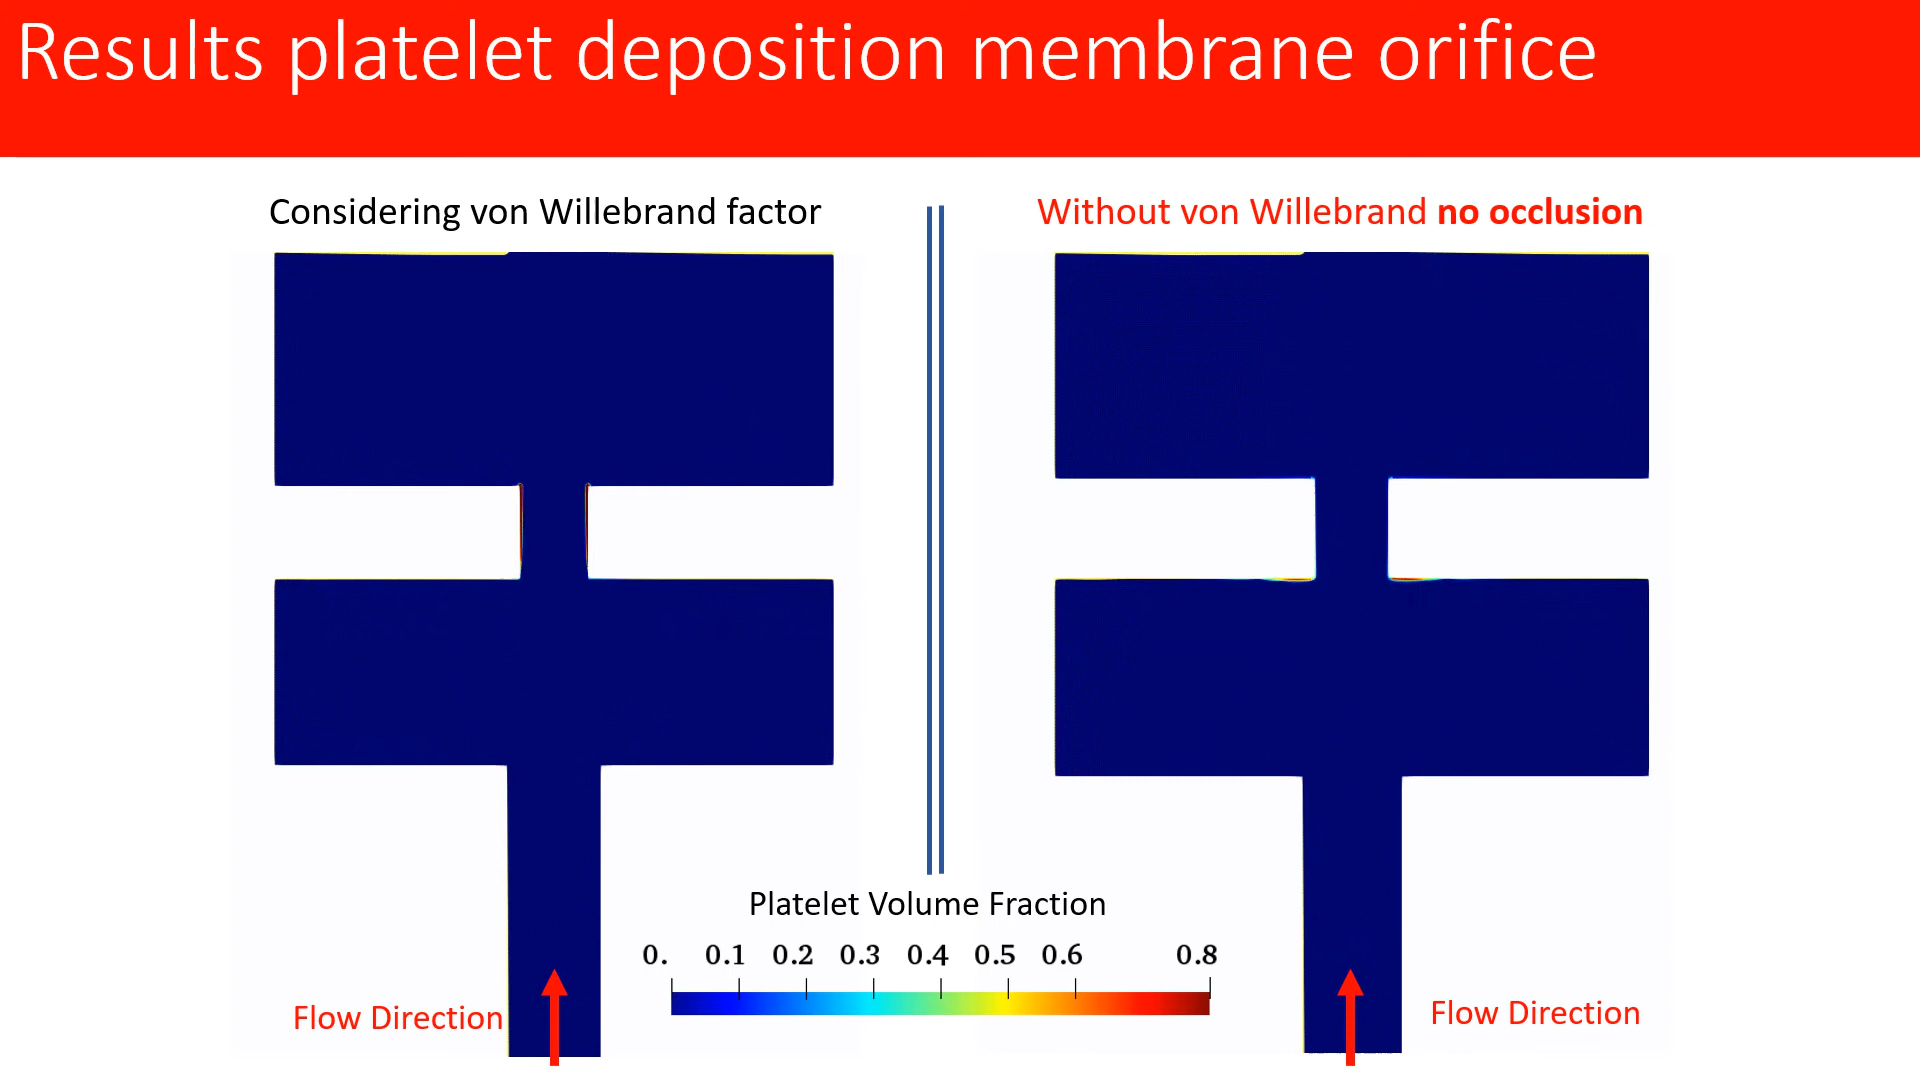 Results platelet deposition membrane orifice
Considering von Willebrand factor
Without von Willebrand no occlusion
Platelet Volume Fraction
0. 0.1 0.2 0.3 0.4 0.5 0.6 0.8
Flow Direction
Flow Direction